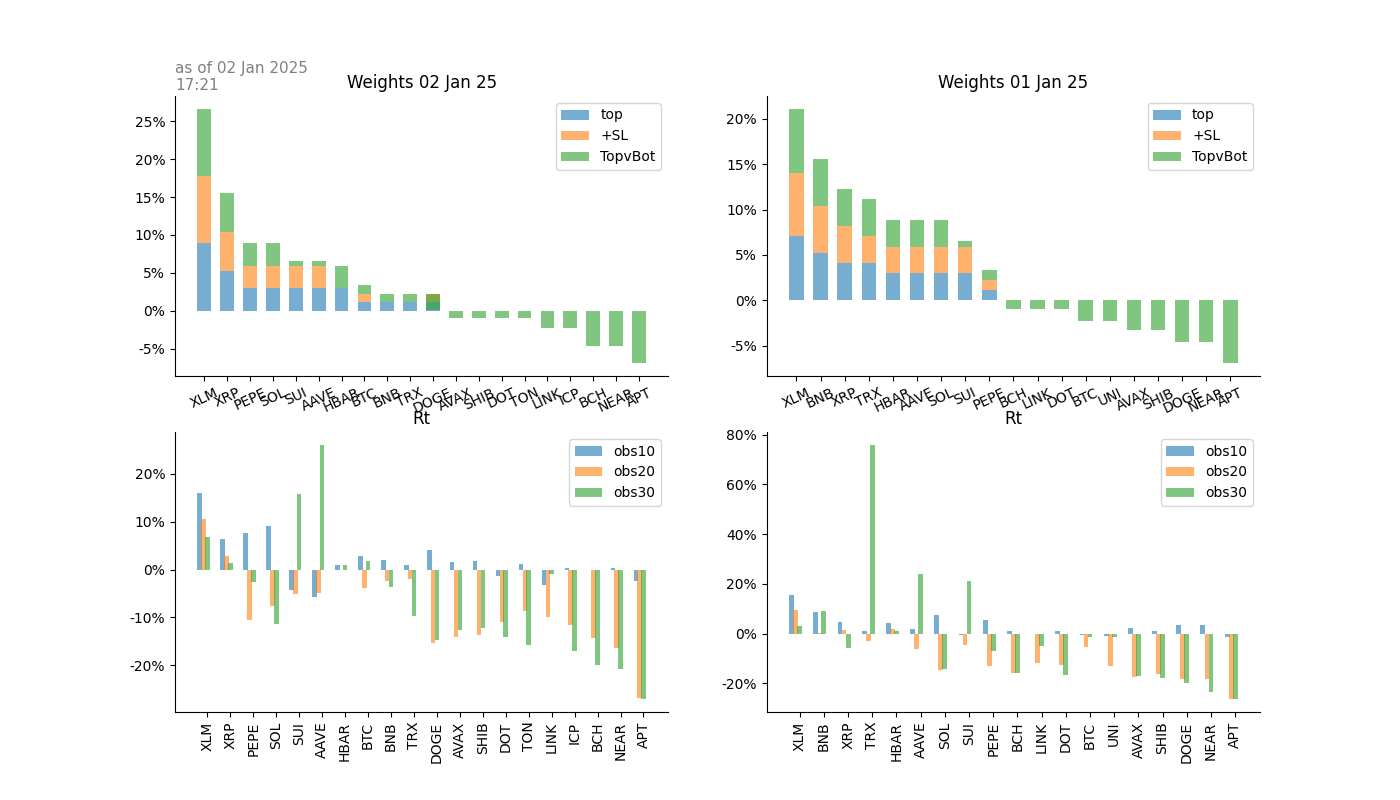 as of 02 Jan 2025
17:21
Weights 02 Jan 25
25%
20%
15%
10%
5%
0%
-5%
top
+SL
TopvBot
XLM XRP PEPE SOL SUI AAVE HBAR BTC BNB TRX DOGE AVAX SHIB DOT TON LINK ICP BCH NEAR APT
Weights 01 Jan 25
20%
15%
10%
5%
0%
-5%
top
+SL
TopvBot
XLM BNB XRP TRX HBAR AAVE SOL SUI PEPE BCH LINK DOT BTC UNI AVAX SHIB DOGE NEAR APT
Rt
20%
10%
0%
-10%
-20%
obs10
obs20
obs30
XLM XRP PEPE SOL SUI AAVE HBAR BTC BNB TRX DOGE AVAX SHIB DOT TON LINK ICP BCH NEAR APT
Rt
80%
60%
40%
20%
0%
-20%
obs10
obs20
obs30
XLM BNB XRP TRX HBAR AAVE SOL SUI PEPE BCH LINK DOT BTC UNI AVAX SHIB DOGE NEAR APT